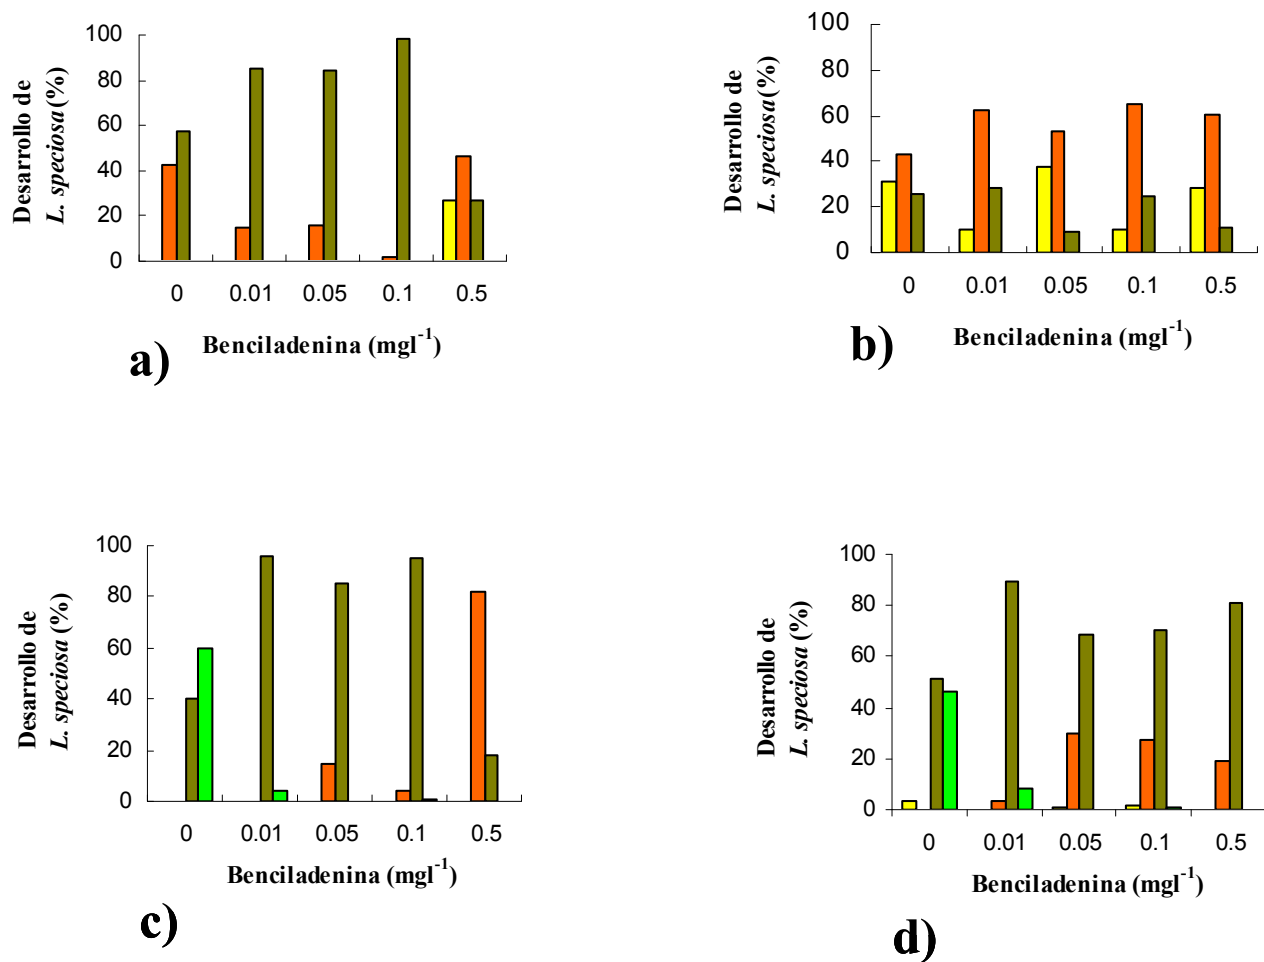 100
80
60
40
20
0
Desarrollo de
L. speciosa (%)
0 0.01 0.05 0.1 0.5
Benciladenina (mgl⁻¹)
a)
100
80
60
40
20
0
Desarrollo de
L. speciosa (%)
0 0.01 0.05 0.1 0.5
Benciladenina (mgl⁻¹)
b)
100
80
60
40
20
0
Desarrollo de
L. speciosa (%)
0 0.01 0.05 0.1 0.5
Benciladenina (mgl⁻¹)
c)
100
80
60
40
20
0
Desarrollo de
L. speciosa (%)
0 0.01 0.05 0.1 0.5
Benciladenina (mgl⁻¹)
d)